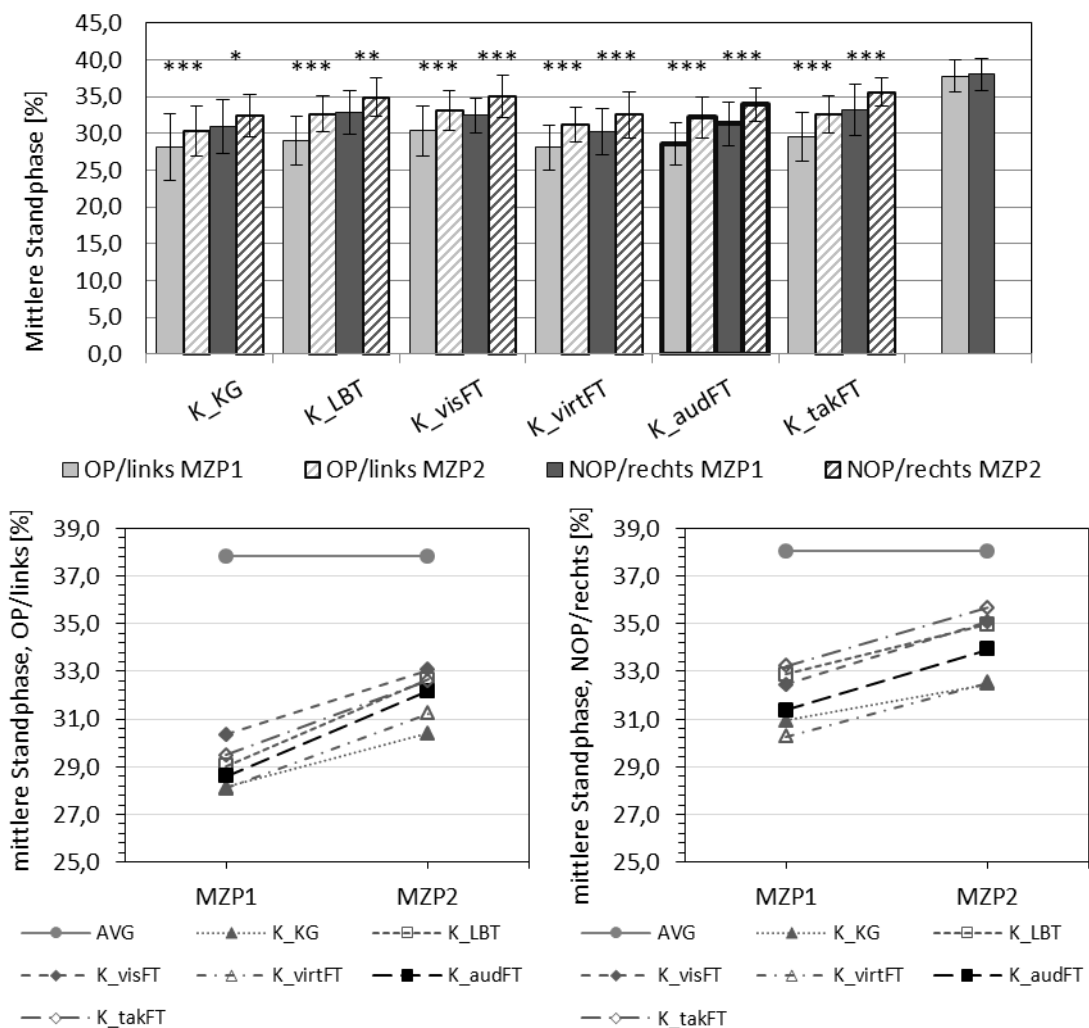 Mittlere Standphase [%]
45,0
40,0
35,0
30,0
25,0
20,0
15,0
10,0
5,0
0,0
*** * *** ** *** *** *** *** *** *** *** ***
K_KG K_LBT K_visFT K_virtFT K_audFT K_takFT
OP/links MZP1 OP/links MZP2 NOP/rechts MZP1 NOP/rechts MZP2
mittlere Standphase, OP/links [%]
39,0
37,0
35,0
33,0
31,0
29,0
27,0
25,0
MZP1 MZP2
AVG K_KG K_LBT
K_visFT K_virtFT K_audFT
K_takFT
mittlere Standphase, NOP/rechts [%]
39,0
37,0
35,0
33,0
31,0
29,0
27,0
25,0
MZP1 MZP2
AVG K_KG K_LBT
K_visFT K_virtFT K_audFT
K_takFT